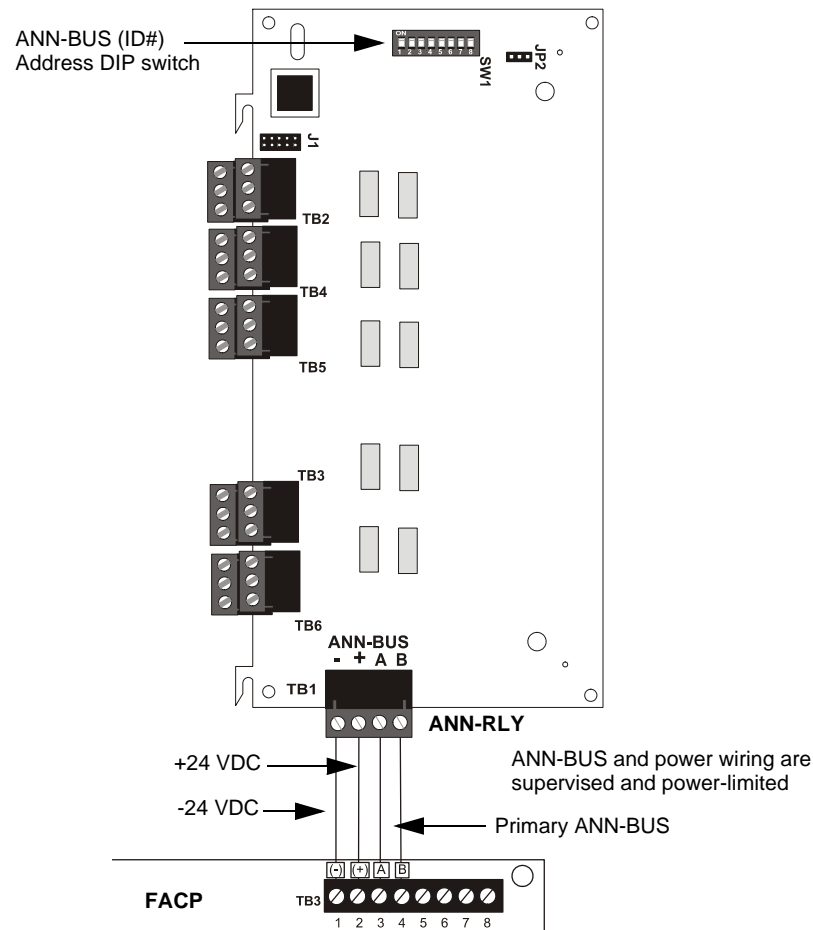 ANN-BUS (ID#)
Address DIP switch
ON
1 2 3 4 5 6 7 8
SW1
JP2
J1
TB2
TB4
TB5
TB3
TB6
ANN-BUS
- + A B
TB1
ANN-RLY
+24 VDC
ANN-BUS and power wiring are
supervised and power-limited
-24 VDC
Primary ANN-BUS
(-) (+) A B
FACP
TB3
1 2 3 4 5 6 7 8